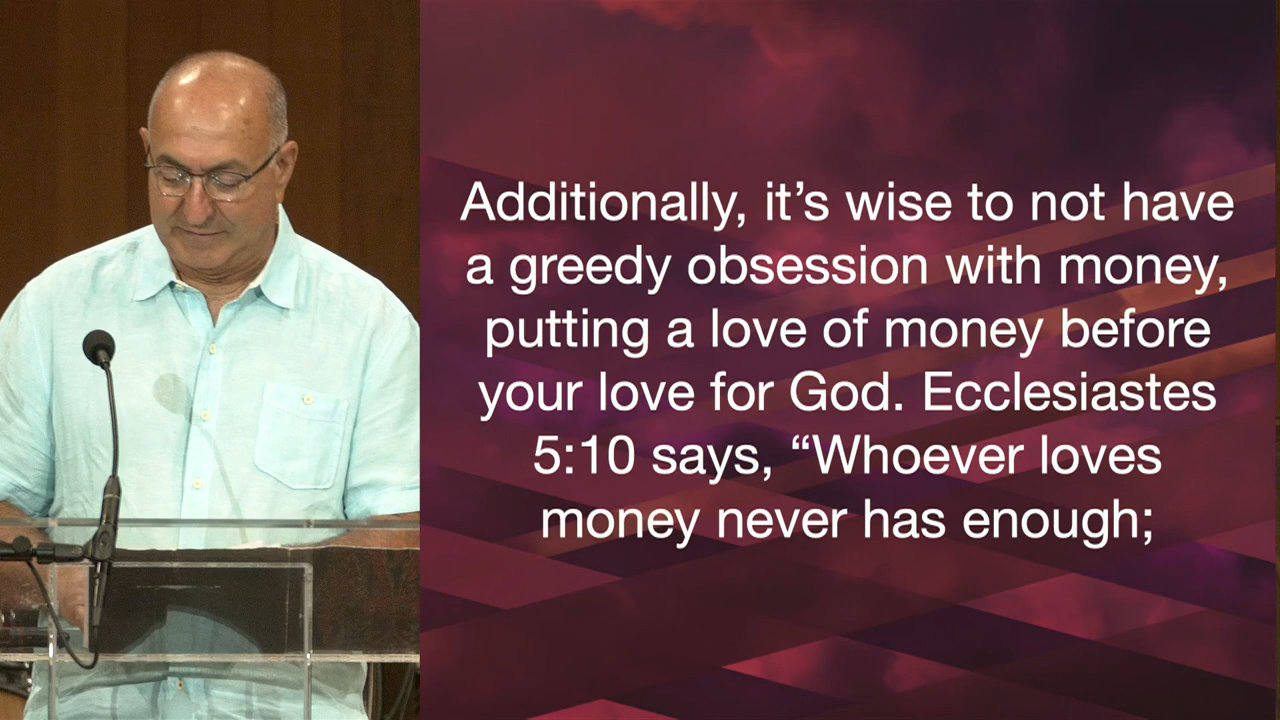 Additionally, it’s wise to not have
a greedy obsession with money,
putting a love of money before
your love for God. Ecclesiastes
5:10 says, “Whoever loves
money never has enough;